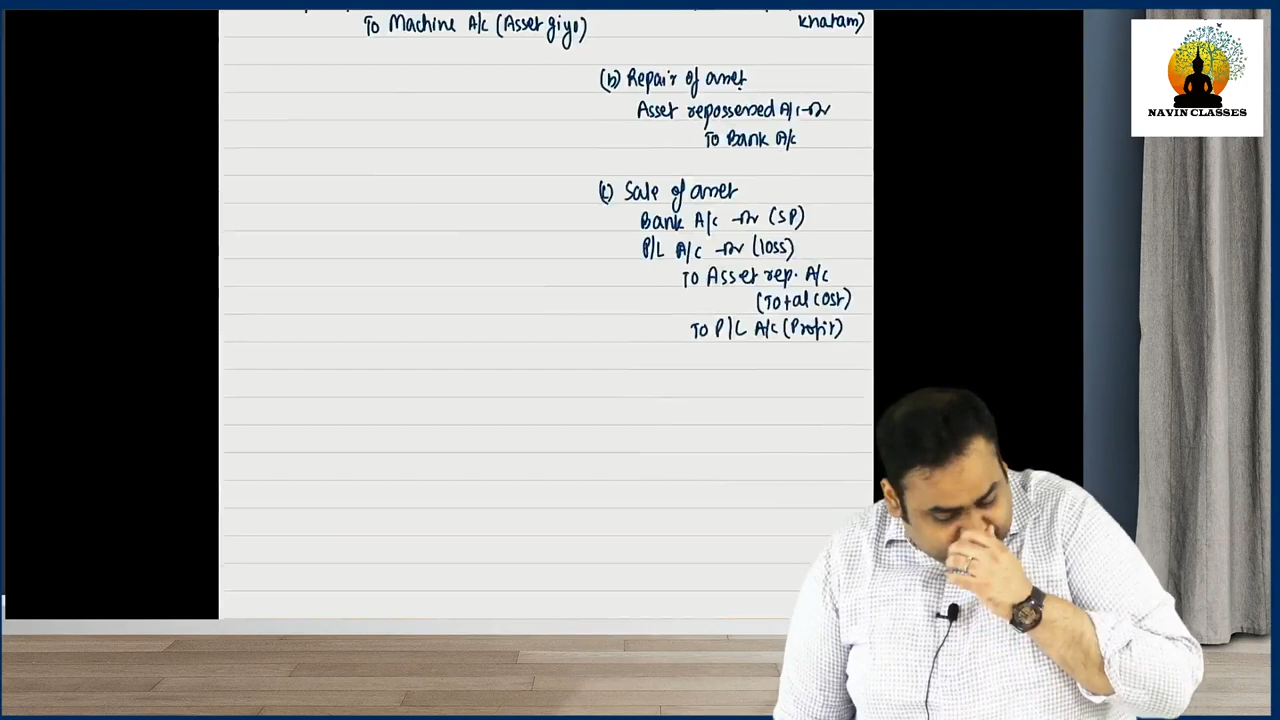 To Machine A/c (Asset giyo)
khatam)
(b) Repair of asset
Asset repossessed A/c Dr
To Bank A/c
(c) Sale of asset
Bank A/c Dr (SP)
P/L A/c Dr (loss)
To Asset rep. A/c
(Total cost)
To P/L A/c (Profit)
NAVIN CLASSES